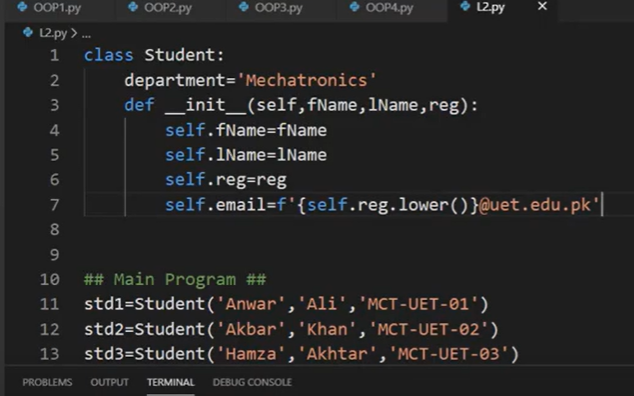 OOP1.py OOP2.py OOP3.py OOP4.py L2.py ✕
L2.py > ...
1 class Student:
2     department='Mechatronics'
3     def __init__(self,fName,lName,reg):
4         self.fName=fName
5         self.lName=lName
6         self.reg=reg
7         self.email=f'{self.reg.lower()}@uet.edu.pk'
8
9
10 ## Main Program ##
11 std1=Student('Anwar','Ali','MCT-UET-01')
12 std2=Student('Akbar','Khan','MCT-UET-02')
13 std3=Student('Hamza','Akhtar','MCT-UET-03')
PROBLEMS OUTPUT TERMINAL DEBUG CONSOLE